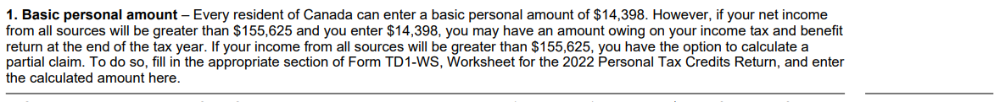 1. Basic personal amount – Every resident of Canada can enter a basic personal amount of $14,398. However, if your net income
from all sources will be greater than $155,625 and you enter $14,398, you may have an amount owing on your income tax and benefit
return at the end of the tax year. If your income from all sources will be greater than $155,625, you have the option to calculate a
partial claim. To do so, fill in the appropriate section of Form TD1-WS, Worksheet for the 2022 Personal Tax Credits Return, and enter
the calculated amount here.